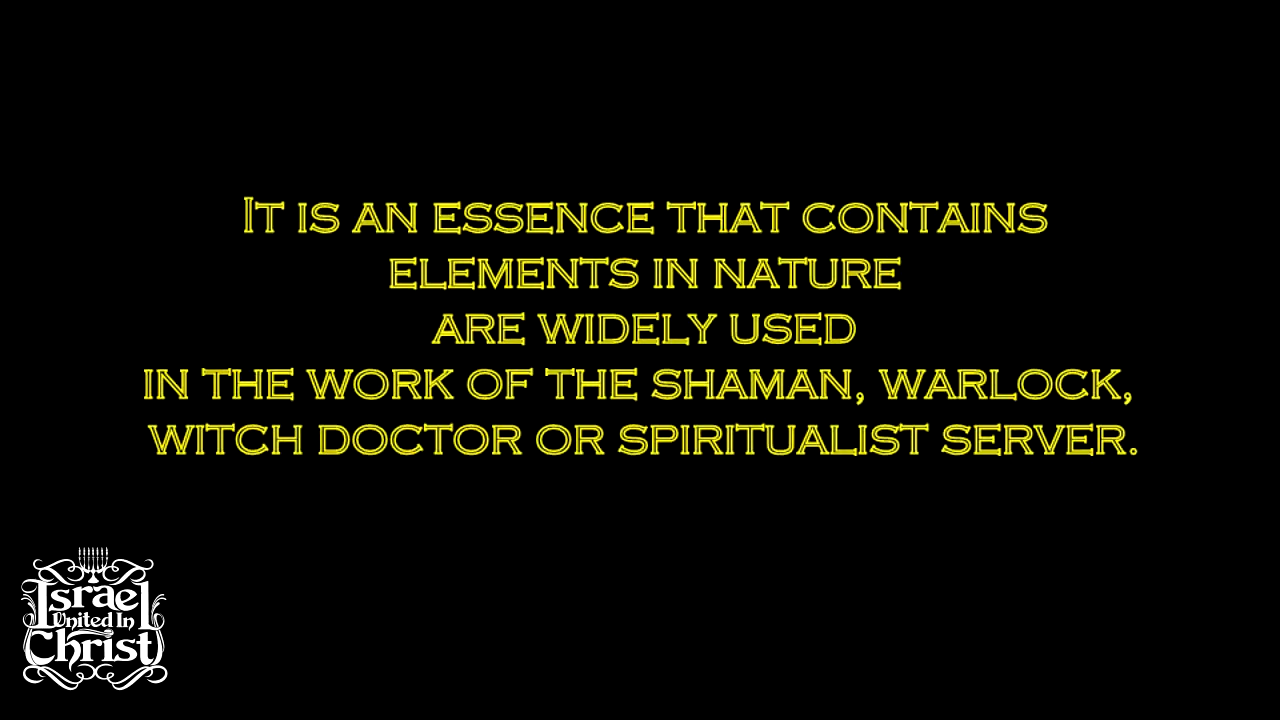 It is an essence that contains
elements in nature
are widely used
in the work of the shaman, warlock,
witch doctor or spiritualist server.
Israel
United In
Christ